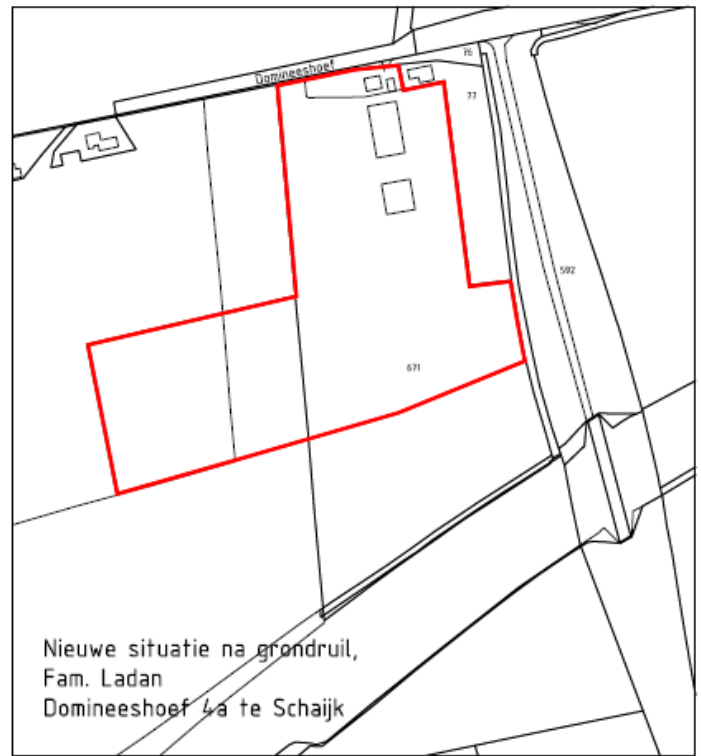 Domineeshoef
76
77
592
671
Nieuwe situatie na grondruil,
Fam. Ladan
Domineeshoef 4a te Schaijk